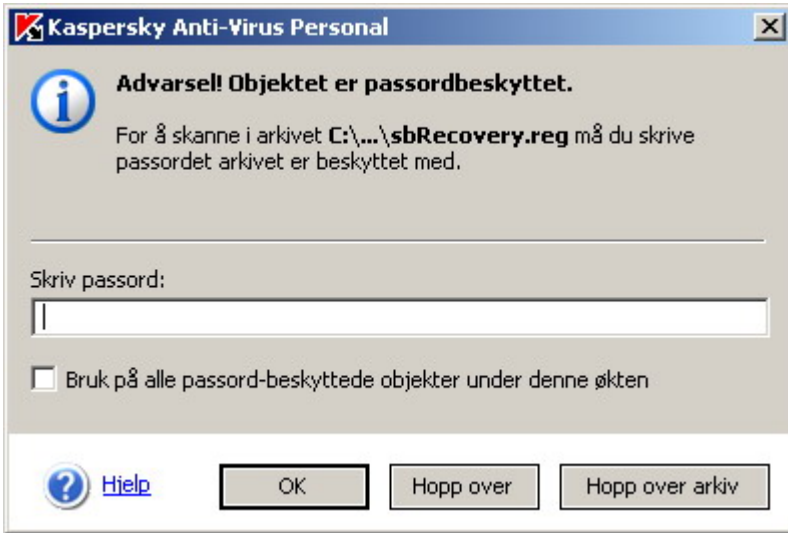 Kaspersky Anti-Virus Personal
Advarsel! Objektet er passordbeskyttet.
For å skanne i arkivet C:\...\sbRecovery.reg må du skrive
passordet arkivet er beskyttet med.
Skriv passord:
Bruk på alle passord-beskyttede objekter under denne økten
Hjelp OK Hopp over Hopp over arkiv